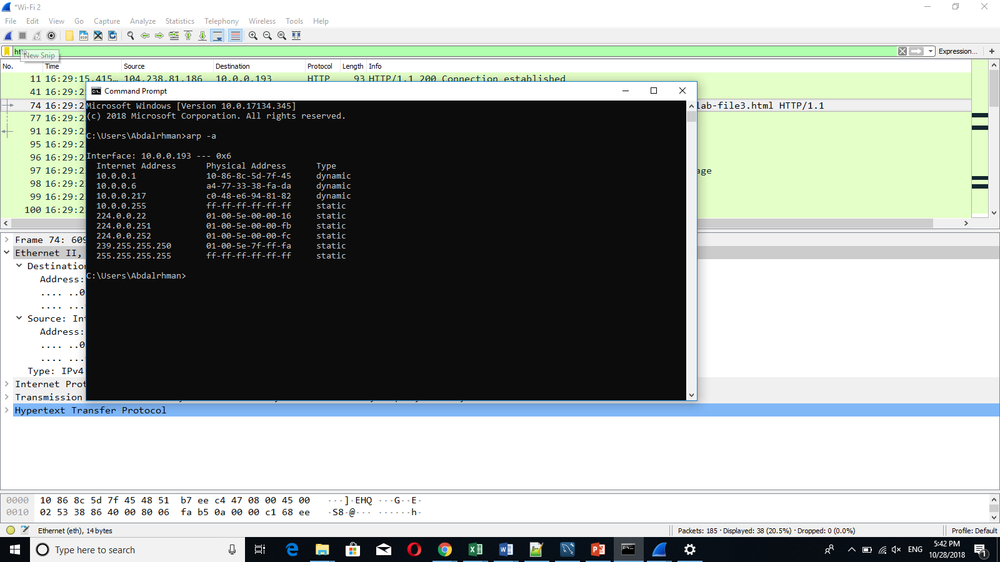 *Wi-Fi 2
File Edit View Go Capture Analyze Statistics Telephony Wireless Tools Help
New Snip
Expression...
No. Time Source Destination Protocol Length Info
11 16:29:15.415… 104.238.81.186 10.0.0.193 HTTP 93 HTTP/1.1 200 Connection established
41 16:29:2
74 16:29:2 lab-file3.html HTTP/1.1
77 16:29:2
91 16:29:2
95 16:29:2
96 16:29:2
97 16:29:2 age
98 16:29:2
99 16:29:2
100 16:29:2
Command Prompt
Microsoft Windows [Version 10.0.17134.345]
(c) 2018 Microsoft Corporation. All rights reserved.
C:\Users\Abdalrhman>arp -a
Interface: 10.0.0.193 --- 0x6
Internet Address Physical Address Type
10.0.0.1 10-86-8c-5d-7f-45 dynamic
10.0.0.6 a4-77-33-38-fa-da dynamic
10.0.0.217 c0-48-e6-94-81-82 dynamic
10.0.0.255 ff-ff-ff-ff-ff-ff static
224.0.0.22 01-00-5e-00-00-16 static
224.0.0.251 01-00-5e-00-00-fb static
224.0.0.252 01-00-5e-00-00-fc static
239.255.255.250 01-00-5e-7f-ff-fa static
255.255.255.255 ff-ff-ff-ff-ff-ff static
C:\Users\Abdalrhman>
Frame 74: 609
Ethernet II,
Destination
Address:
.... ..0
.... ...
Source: Int
Address:
.... ..0
.... ...
Type: IPv4
Internet Prot
Transmission
Hypertext Transfer Protocol
0000 10 86 8c 5d 7f 45 48 51 b7 ee c4 47 08 00 45 00 ···]·EHQ ···G··E·
0010 02 53 38 86 40 00 80 06 fa b5 0a 00 00 c1 68 ee ·S8·@··· ······h·
Ethernet (eth), 14 bytes
Packets: 185 · Displayed: 38 (20.5%) · Dropped: 0 (0.0%)
Profile: Default
Type here to search
ENG
5:42 PM
10/28/2018
1